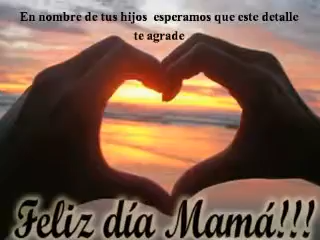 En nombre de tus hijos esperamos que este detalle
te agrade
Feliz día Mamá!!!